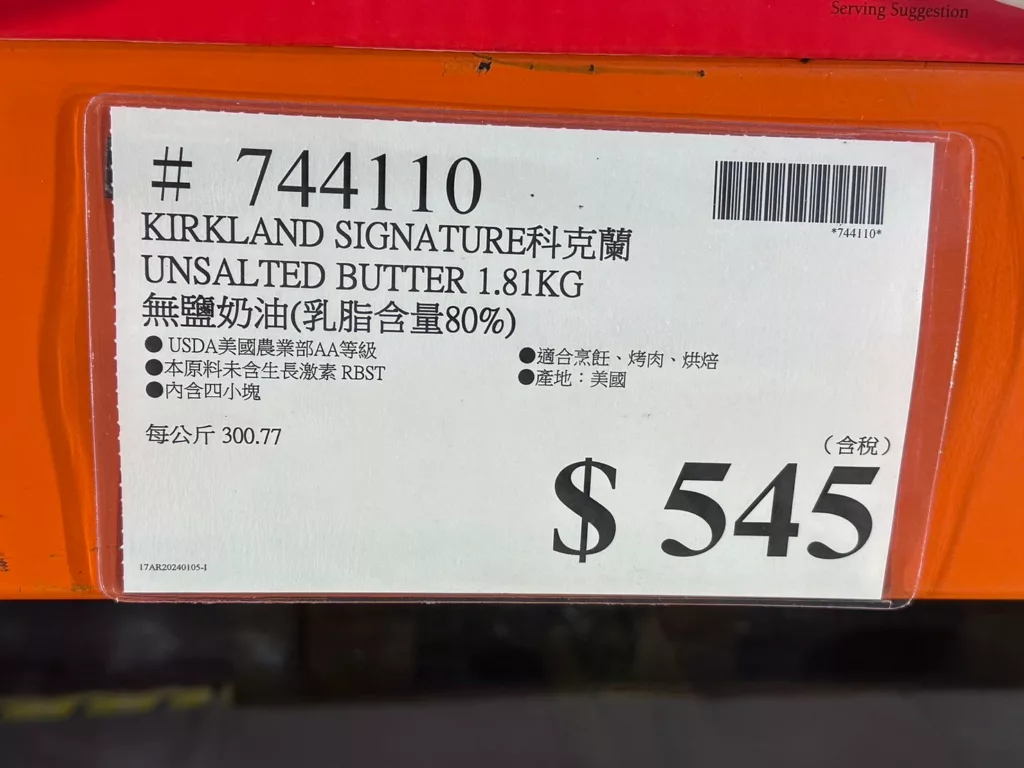 Serving Suggestion
# 744110
*744110*
KIRKLAND SIGNATURE科克蘭
UNSALTED BUTTER 1.81KG
無鹽奶油(乳脂含量80%)
●USDA美國農業部AA等級
●適合烹飪、烤肉、烘焙
●本原料未含生長激素 RBST
●產地：美國
●內含四小塊
每公斤 300.77
（含稅）
$ 545
17AR20240105-1